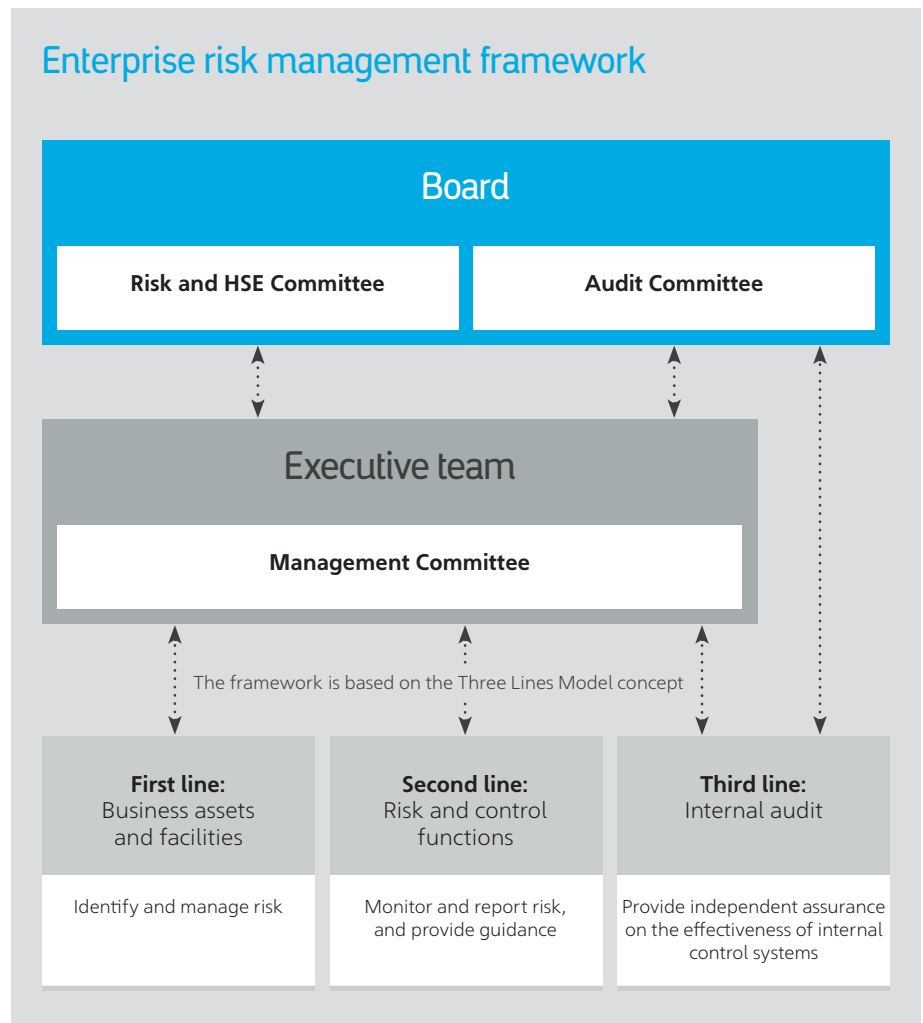 Enterprise risk management framework
Board
Risk and HSE Committee
Audit Committee
Executive team
Management Committee
The framework is based on the Three Lines Model concept
First line:
Business assets
and facilities
Identify and manage risk
Second line:
Risk and control
functions
Monitor and report risk,
and provide guidance
Third line:
Internal audit
Provide independent assurance
on the effectiveness of internal
control systems